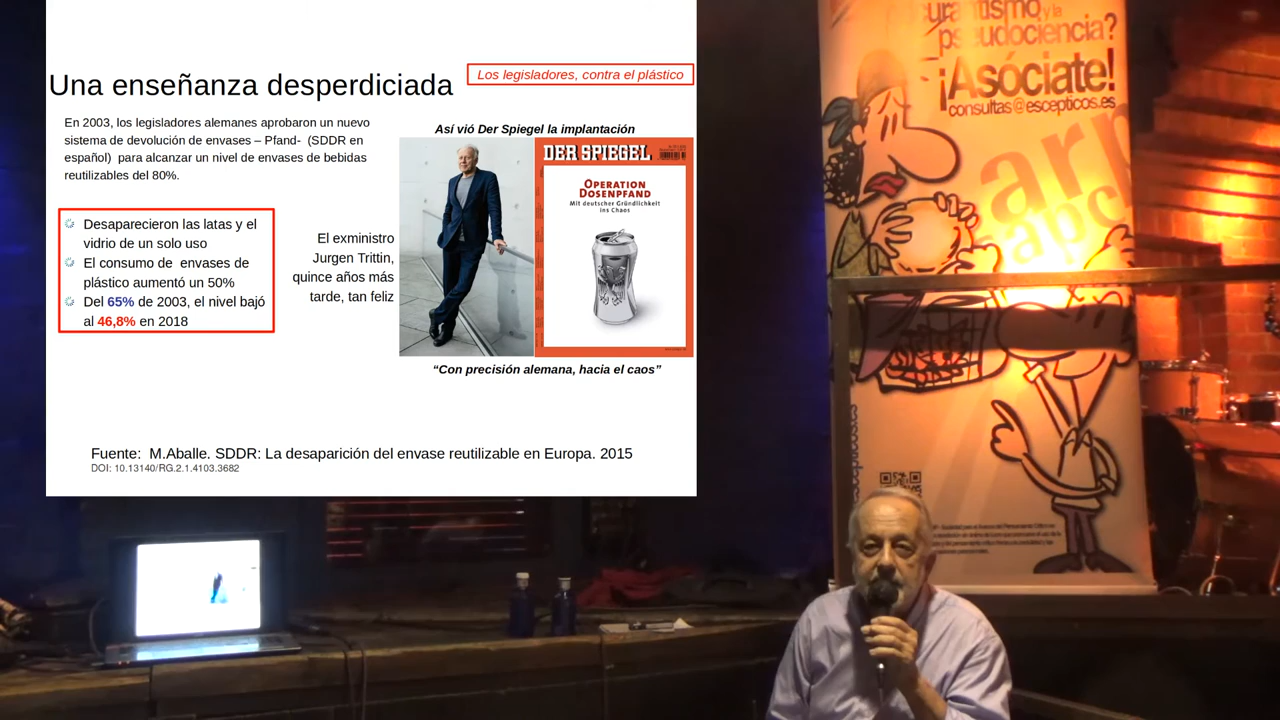 Una enseñanza desperdiciada
Los legisladores, contra el plástico
En 2003, los legisladores alemanes aprobaron un nuevo
sistema de devolución de envases – Pfand- (SDDR en
español) para alcanzar un nivel de envases de bebidas
reutilizables del 80%.
Desaparecieron las latas y el
vidrio de un solo uso
El consumo de envases de
plástico aumentó un 50%
Del 65% de 2003, el nivel bajó
al 46,8% en 2018
El exministro
Jurgen Trittin,
quince años más
tarde, tan feliz
Así vió Der Spiegel la implantación
DER SPIEGEL
OPERATION
DOSENPFAND
Mit deutscher Gründlichkeit
ins Chaos
“Con precisión alemana, hacia el caos”
Fuente: M.Aballe. SDDR: La desaparición del envase reutilizable en Europa. 2015
DOI: 10.13140/RG.2.1.4103.3682
y la
pseudociencia?
¡Asóciate!
consultas@escepticos.es
arp
sapc